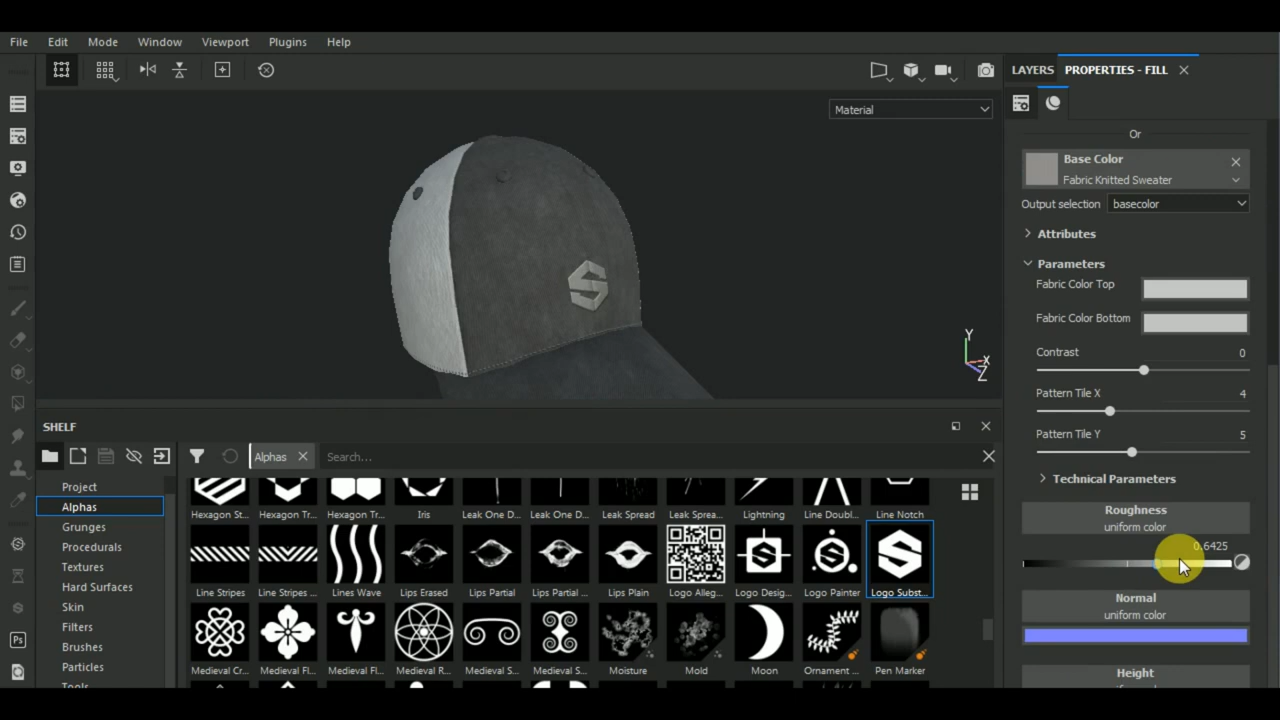 File Edit Mode Window Viewport Plugins Help
LAYERS PROPERTIES - FILL
Material
Or
Base Color
Fabric Knitted Sweater
Output selection basecolor
Attributes
Parameters
Fabric Color Top
Fabric Color Bottom
Contrast 0
Pattern Tile X 4
Pattern Tile Y 5
Technical Parameters
Roughness
uniform color
0.6425
Normal
uniform color
Height
Y
X
Z
SHELF
Alphas Search...
Project
Alphas
Grunges
Procedurals
Textures
Hard Surfaces
Skin
Filters
Brushes
Particles
Tools
Hexagon St... Hexagon Tr... Hexagon Tr... Iris Leak One D... Leak One D... Leak Spread Leak Sprea... Lightning Line Doubl... Line Notch
Line Stripes Line Stripes ... Lines Wave Lips Erased Lips Partial Lips Partial ... Lips Plain Logo Alleg... Logo Desig... Logo Painter Logo Subst...
Medieval Cr... Medieval Fl... Medieval Fl... Medieval R... Medieval S... Medieval S... Moisture Mold Moon Ornament ... Pen Marker
Ps